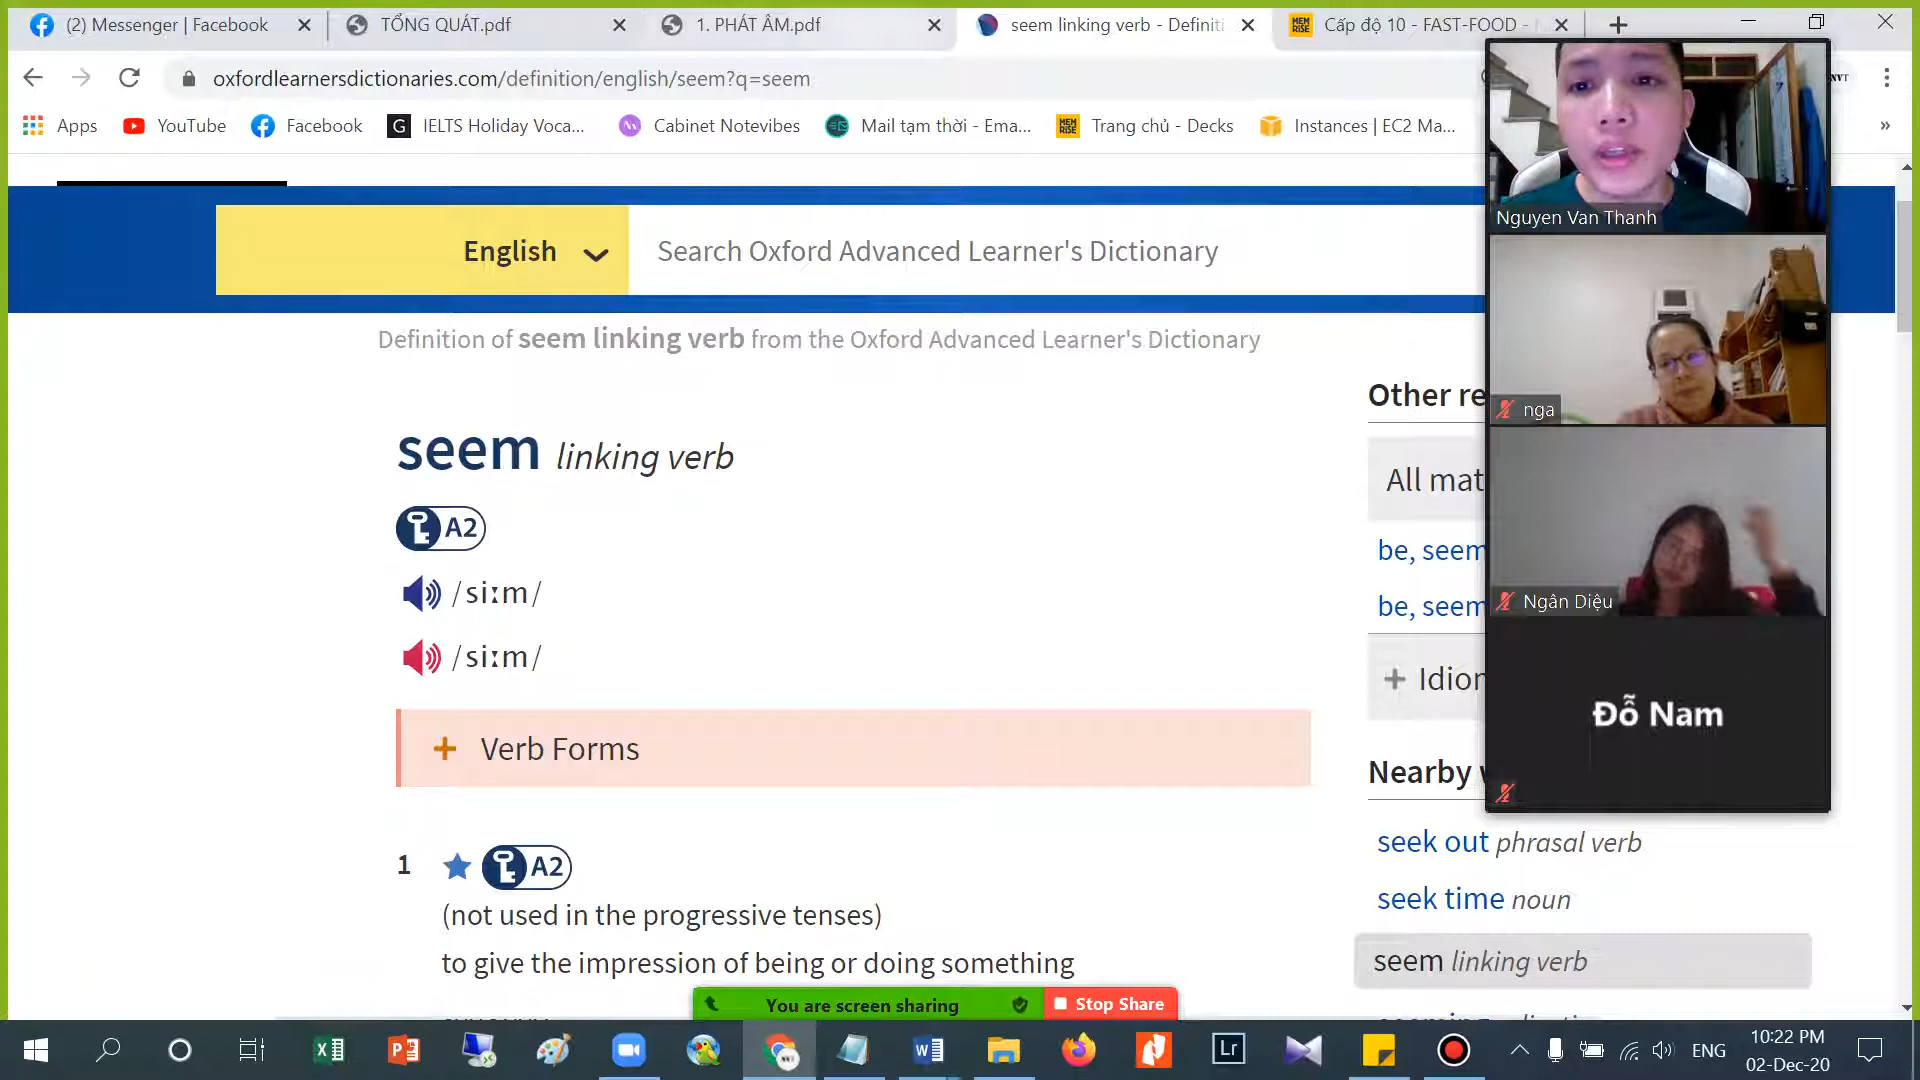 (2) Messenger | Facebook
TỔNG QUÁT.pdf
1. PHÁT ÂM.pdf
seem linking verb - Definiti
Cấp độ 10 - FAST-FOOD -
oxfordlearnersdictionaries.com/definition/english/seem?q=seem
Apps
YouTube
Facebook
G
IELTS Holiday Voca...
Cabinet Notevibes
Mail tạm thời - Ema...
MEM RISE
Trang chủ - Decks
Instances | EC2 Ma...
»
English
Search Oxford Advanced Learner's Dictionary
Definition of seem linking verb from the Oxford Advanced Learner's Dictionary
seem linking verb
A2
/siːm/
/siːm/
+ Verb Forms
1 A2
(not used in the progressive tenses)
to give the impression of being or doing something
Other re
All mat
be, seem
be, seem
+ Idior
Nearby
seek out phrasal verb
seek time noun
seem linking verb
Nguyen Van Thanh
nga
Ngân Diệu
Đỗ Nam
You are screen sharing
Stop Share
Lr
ENG
10:22 PM
02-Dec-20